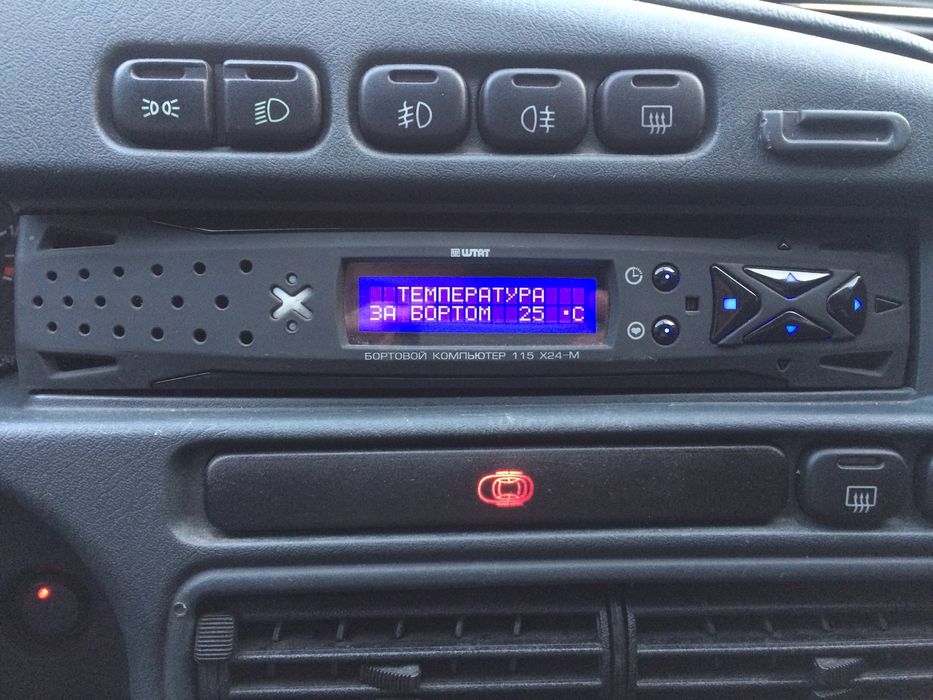 ШТАТ
ТЕМПЕРАТУРА
ЗА БОРТОМ 25 °C
БОРТОВОЙ КОМПЬЮТЕР 115 X24-M